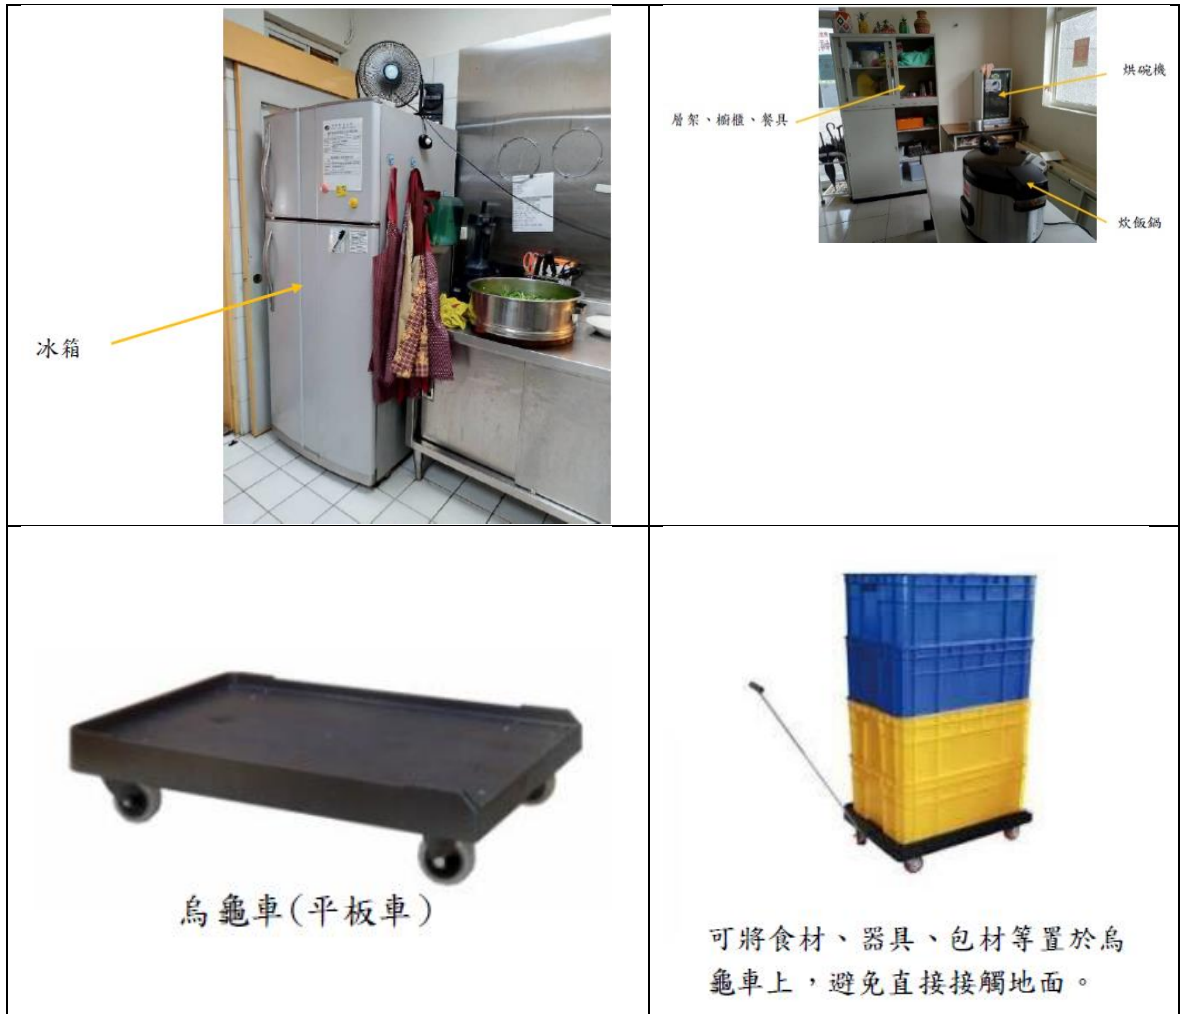 冰箱
烘碗機
層架、櫥櫃、餐具
炊飯鍋
烏龜車(平板車)
可將食材、器具、包材等置於烏
龜車上，避免直接接觸地面。